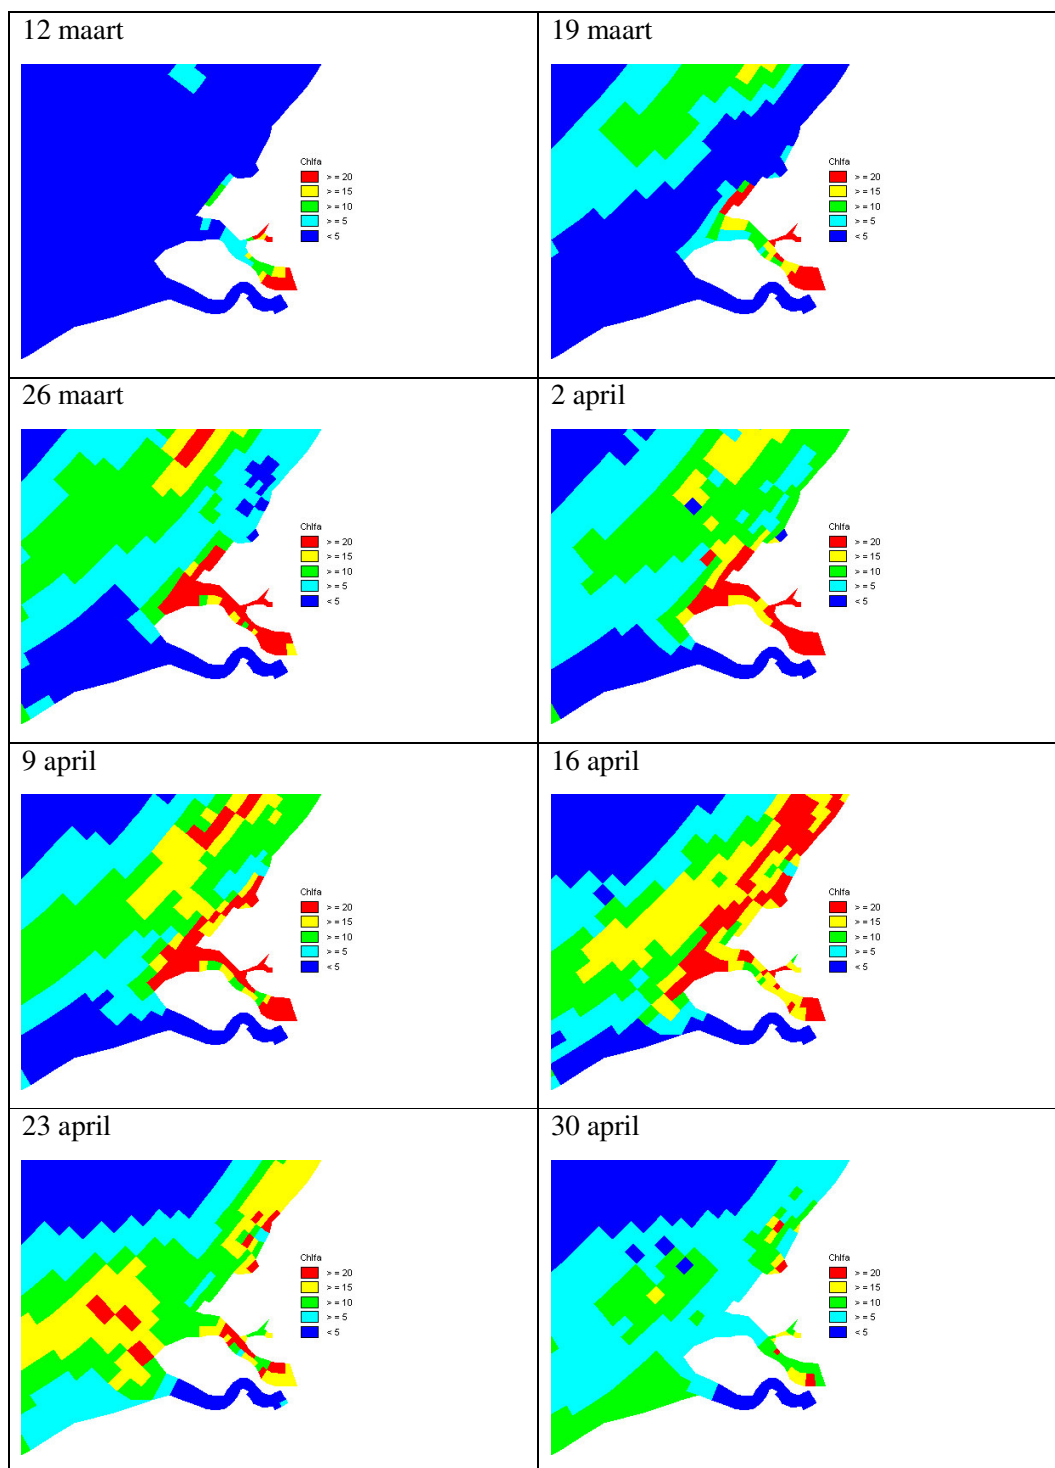 12 maart
Chlfa
> = 20
> = 15
> = 10
> = 5
< 5
19 maart
Chlfa
> = 20
> = 15
> = 10
> = 5
< 5
26 maart
Chlfa
> = 20
> = 15
> = 10
> = 5
< 5
2 april
Chlfa
> = 20
> = 15
> = 10
> = 5
< 5
9 april
Chlfa
> = 20
> = 15
> = 10
> = 5
< 5
16 april
Chlfa
> = 20
> = 15
> = 10
> = 5
< 5
23 april
Chlfa
> = 20
> = 15
> = 10
> = 5
< 5
30 april
Chlfa
> = 20
> = 15
> = 10
> = 5
< 5